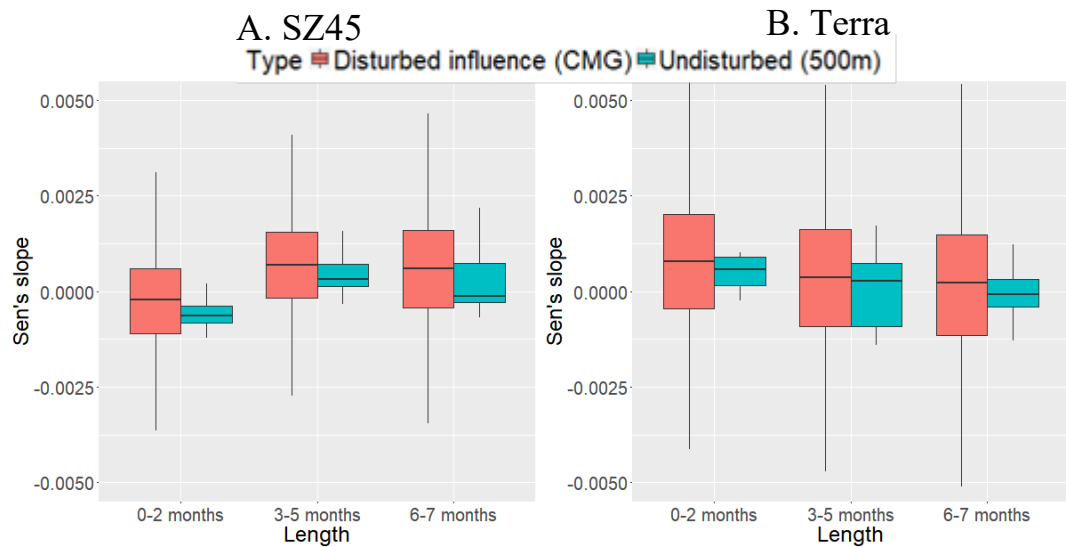 A. SZ45
B. Terra
Type Disturbed influence (CMG) Undisturbed (500m)
Sen's slope
0.0050
0.0025
0.0000
-0.0025
-0.0050
0-2 months 3-5 months 6-7 months
Length
Sen's slope
0.0050
0.0025
0.0000
-0.0025
-0.0050
0-2 months 3-5 months 6-7 months
Length